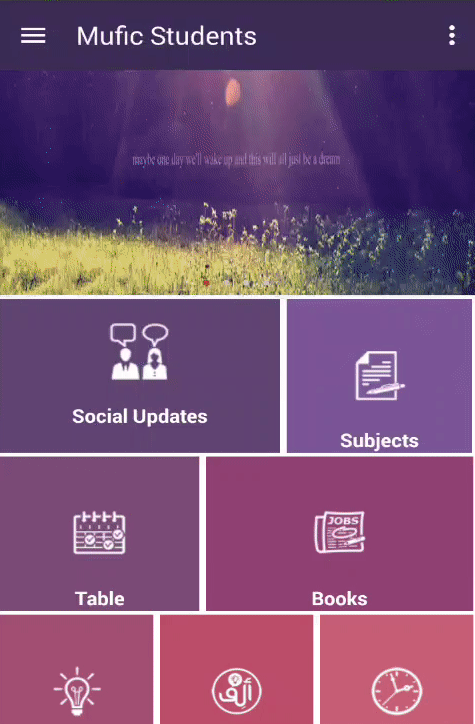 Mufic Students
maybe one day we'll wake up and this will all just be a dream
Social Updates
Subjects
Table
JOBS
Books
ألف